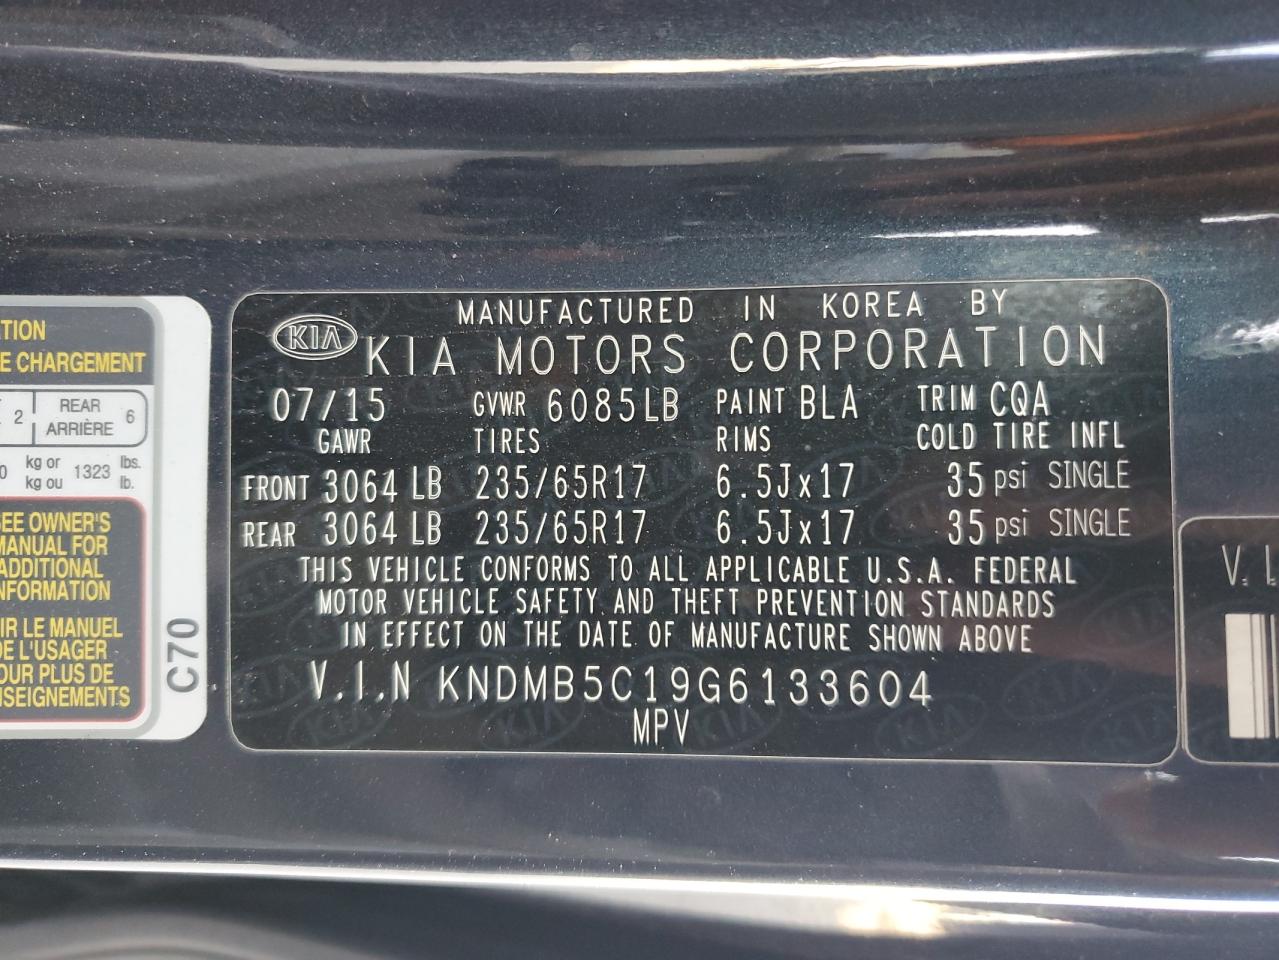 TION
E CHARGEMENT
2 REAR ARRIÈRE 6
0 kg or kg ou 1323 lbs. lb.
SEE OWNER'S
MANUAL FOR
ADDITIONAL
NFORMATION
IR LE MANUEL
DE L'USAGER
OUR PLUS DE
NSEIGNEMENTS
C70
MANUFACTURED IN KOREA BY
KIA KIA MOTORS CORPORATION
07/15 GVWR 6085LB PAINT BLA TRIM CQA
GAWR TIRES RIMS COLD TIRE INFL
FRONT 3064 LB 235/65R17 6.5Jx17 35 psi SINGLE
REAR 3064 LB 235/65R17 6.5Jx17 35 psi SINGLE
THIS VEHICLE CONFORMS TO ALL APPLICABLE U.S.A. FEDERAL
MOTOR VEHICLE SAFETY AND THEFT PREVENTION STANDARDS
IN EFFECT ON THE DATE OF MANUFACTURE SHOWN ABOVE
V.I.N KNDMB5C19G6133604
MPV
V.I.